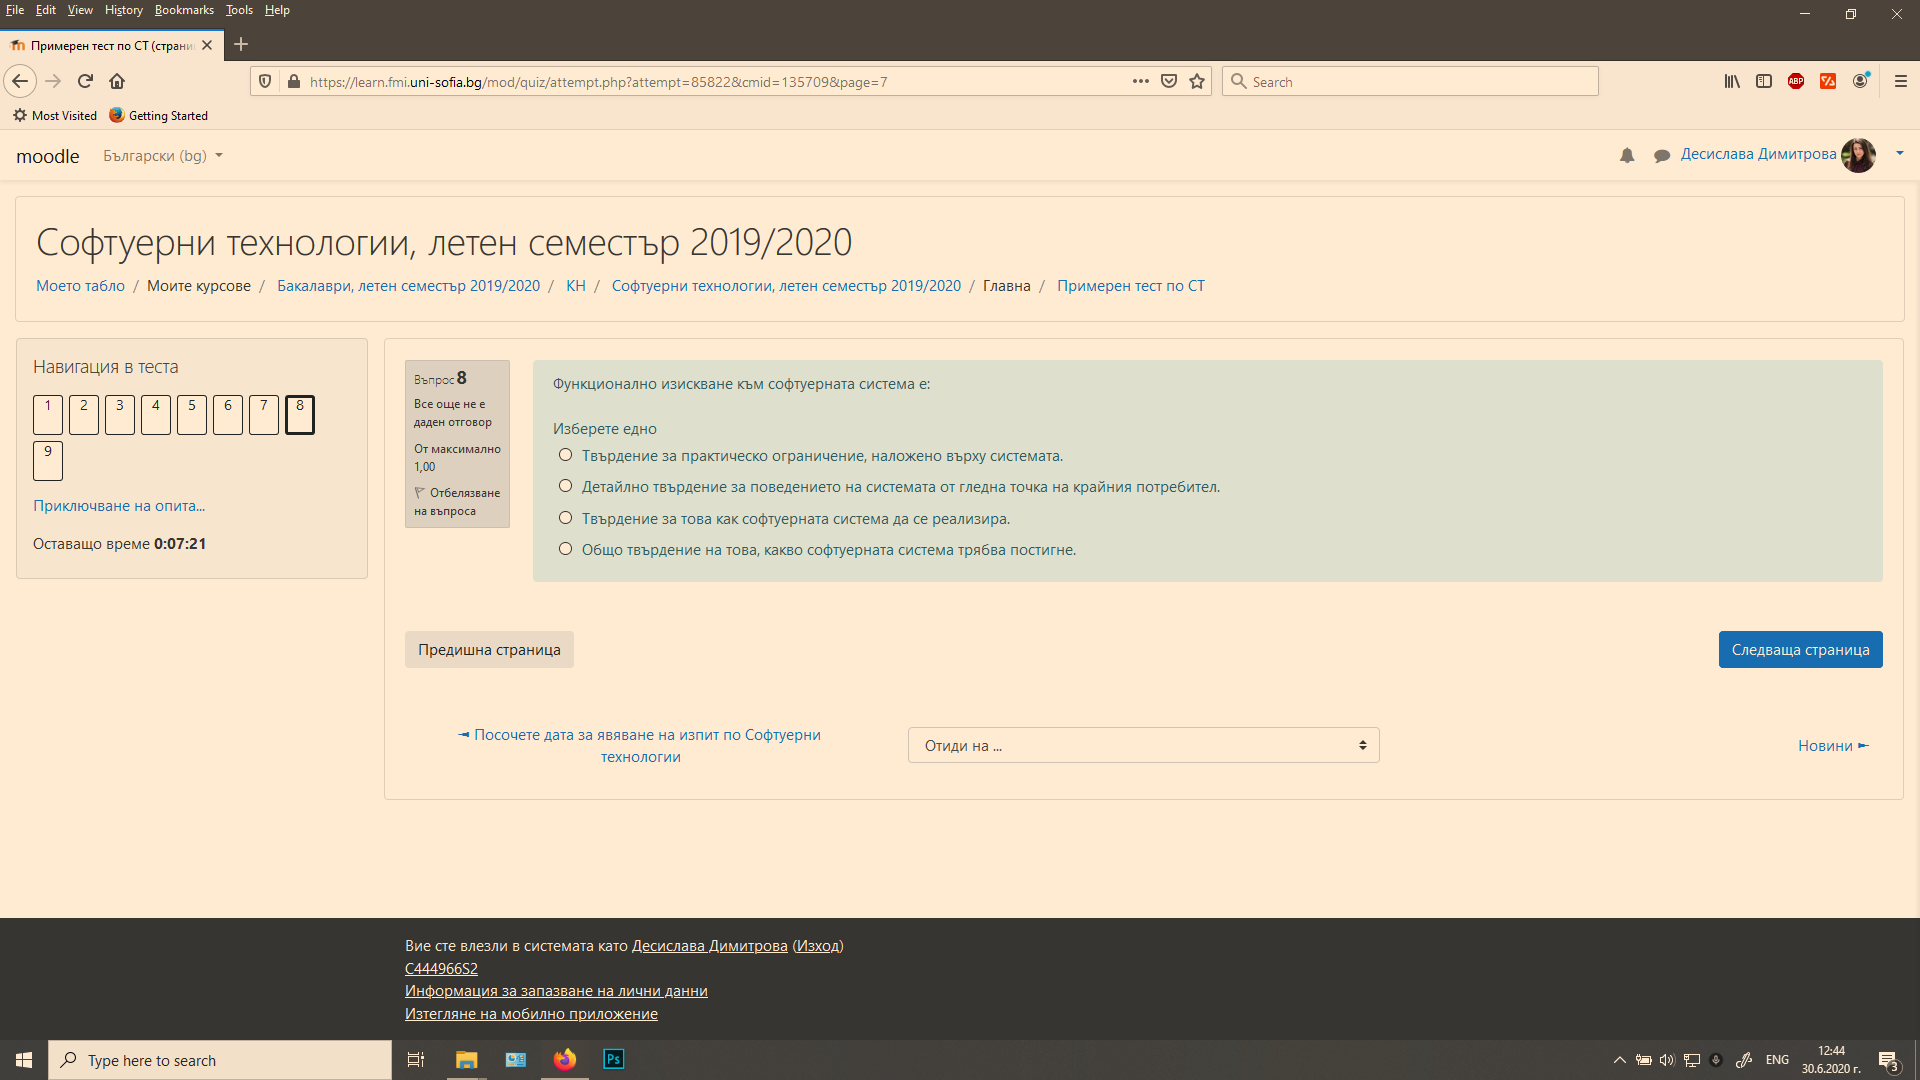 File Edit View History Bookmarks Tools Help
Примерен тест по СТ (страни
https://learn.fmi.uni-sofia.bg/mod/quiz/attempt.php?attempt=85822&cmid=135709&page=7
Search
ABP
Most Visited Getting Started
moodle Български (bg)
Десислава Димитрова
Софтуерни технологии, летен семестър 2019/2020
Моето табло / Моите курсове / Бакалаври, летен семестър 2019/2020 / КН / Софтуерни технологии, летен семестър 2019/2020 / Главна / Примерен тест по СТ
Навигация в теста
1 2 3 4 5 6 7 8
9
Приключване на опита...
Оставащо време 0:07:21
Въпрос 8
Все още не е
даден отговор
От максимално
1,00
Отбелязване
на въпроса
Функционално изискване към софтуерната система е:
Изберете едно
Твърдение за практическо ограничение, наложено върху системата.
Детайлно твърдение за поведението на системата от гледна точка на крайния потребител.
Твърдение за това как софтуерната система да се реализира.
Общо твърдение на това, какво софтуерната система трябва постигне.
Предишна страница
Следваща страница
◄ Посочете дата за явяване на изпит по Софтуерни
технологии
Отиди на ...
Новини ►
Вие сте влезли в системата като Десислава Димитрова (Изход)
C444966S2
Информация за запазване на лични данни
Изтегляне на мобилно приложение
Type here to search
Ps
ENG
12:44
30.6.2020 г.
3